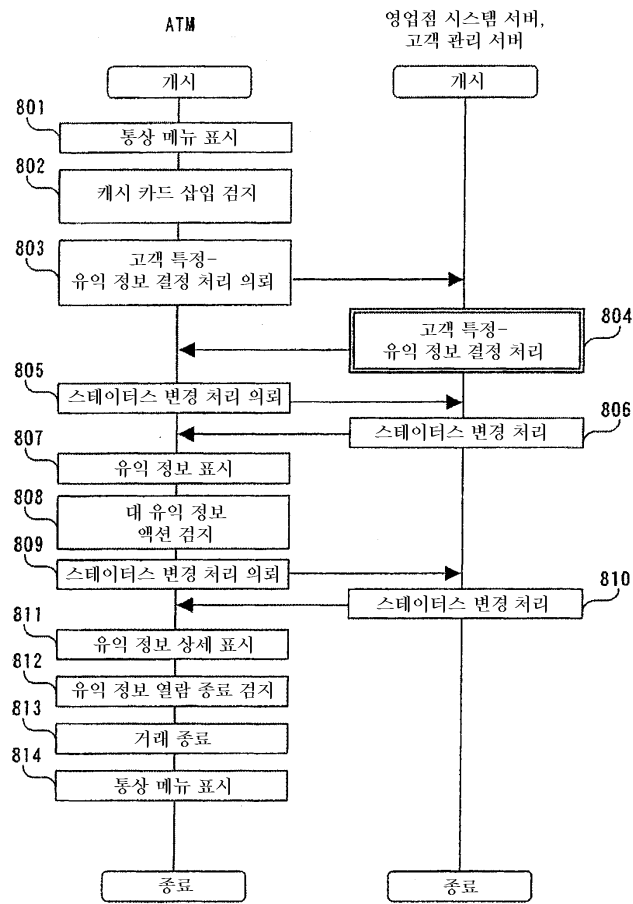 ATM
영업점 시스템 서버,
고객 관리 서버
개시
개시
801
통상 메뉴 표시
802
캐시 카드 삽입 검지
803
고객 특정-
유익 정보 결정 처리 의뢰
804
고객 특정-
유익 정보 결정 처리
805
스테이터스 변경 처리 의뢰
806
스테이터스 변경 처리
807
유익 정보 표시
808
대 유익 정보
액션 검지
809
스테이터스 변경 처리 의뢰
810
스테이터스 변경 처리
811
유익 정보 상세 표시
812
유익 정보 열람 종료 검지
813
거래 종료
814
통상 메뉴 표시
종료
종료